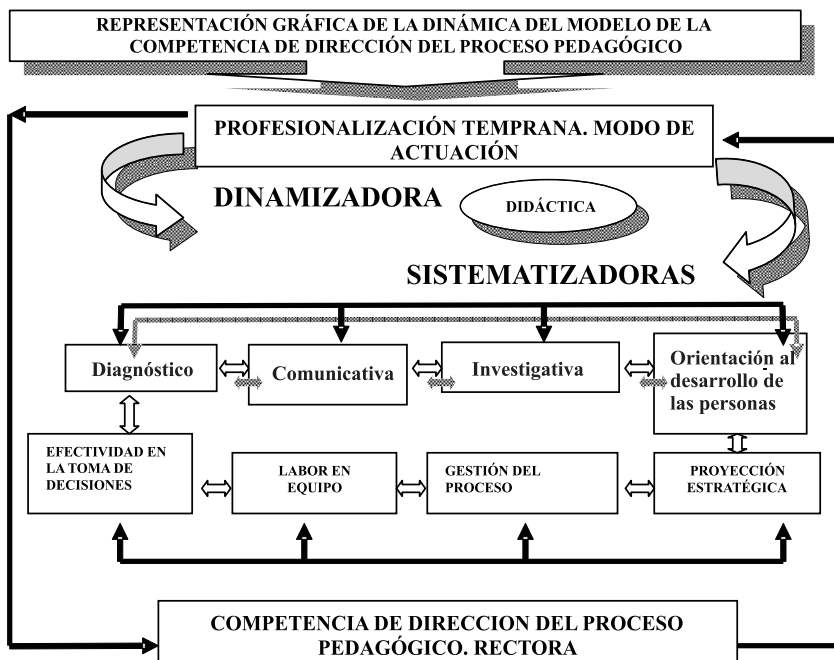 REPRESENTACIÓN GRÁFICA DE LA DINÁMICA DEL MODELO DE LA
COMPETENCIA DE DIRECCIÓN DEL PROCESO PEDAGÓGICO
PROFESIONALIZACIÓN TEMPRANA. MODO DE
ACTUACIÓN
DINAMIZADORA
DIDÁCTICA
SISTEMATIZADORAS
Diagnóstico
Comunicativa
Investigativa
Orientación al
desarrollo de
las personas
EFECTIVIDAD EN
LA TOMA DE
DECISIONES
LABOR EN
EQUIPO
GESTIÓN DEL
PROCESO
PROYECCIÓN
ESTRATÉGICA
COMPETENCIA DE DIRECCION DEL PROCESO
PEDAGÓGICO. RECTORA